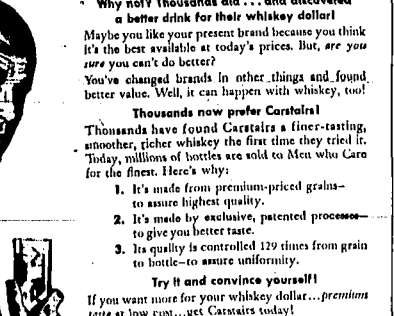 Why not? Thousands did . . . and discovered
a better drink for their whiskey dollar!
Maybe you like your present brand because you think
it's the best available at today's prices. But, are you
sure you can't do better?
You've changed brands in other things and found
better value. Well, it can happen with whiskey, too!
Thousands now prefer Carstairs!
Thousands have found Carstairs a finer-tasting,
smoother, richer whiskey the first time they tried it.
Today, millions of bottles are sold to Men who Care
for the finest. Here's why:
1. It's made from premium-priced grains—
to assure highest quality.
2. It's made by exclusive, patented processes—
to give you better taste.
3. Its quality is controlled 129 times from grain
to bottle—to assure uniformity.
Try it and convince yourself!
If you want more for your whiskey dollar...premium
taste at low cost...get Carstairs today!